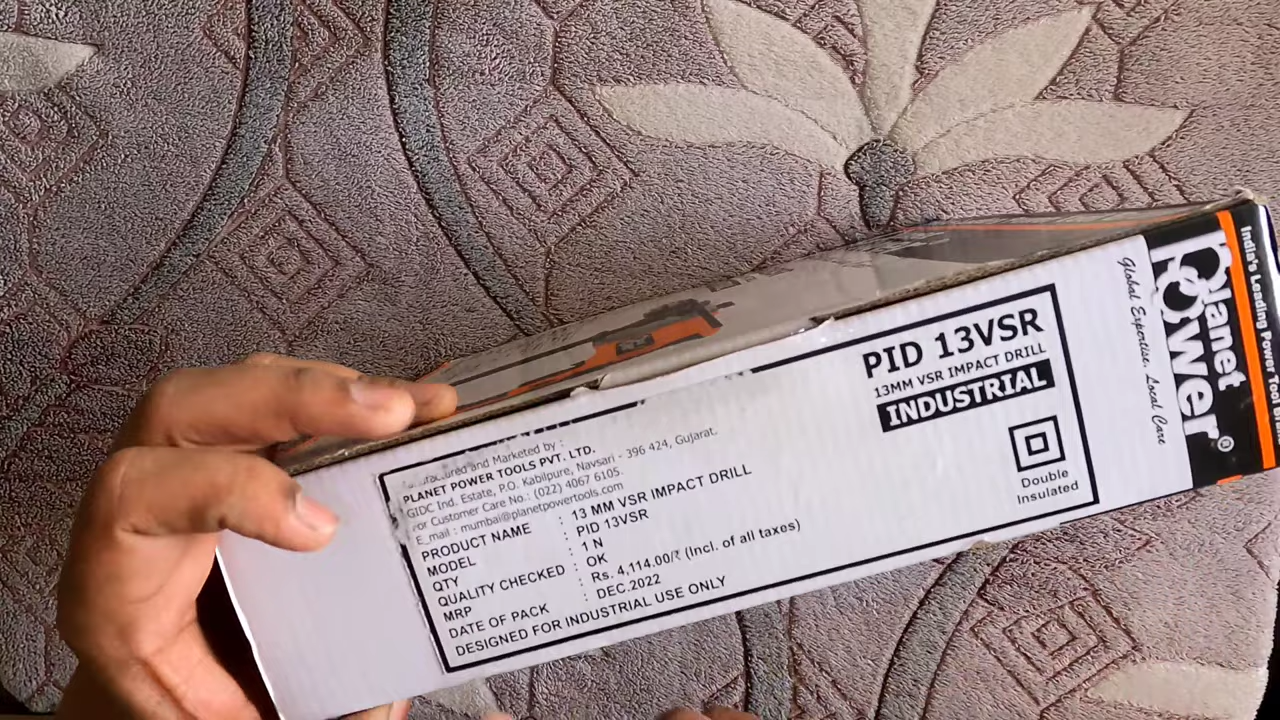 PID 13VSR
13MM VSR IMPACT DRILL
INDUSTRIAL
Double
Insulated
and Marketed by :
PLANET POWER TOOLS PVT. LTD.
GIDC Ind. Estate, P.O. Kabilpure, Navsari - 396 424, Gujarat.
For Customer Care No.: (022) 4067 6105.
E_mail : mumbai@planetpowertools.com
PRODUCT NAME : 13 MM VSR IMPACT DRILL
MODEL : PID 13VSR
QTY : 1 N
QUALITY CHECKED : OK
MRP : Rs. 4,114.00/₹ (Incl. of all taxes)
DATE OF PACK : DEC.2022
DESIGNED FOR INDUSTRIAL USE ONLY
Global Expertise, Local Care
Planet
Power®
India's Leading Power Tool